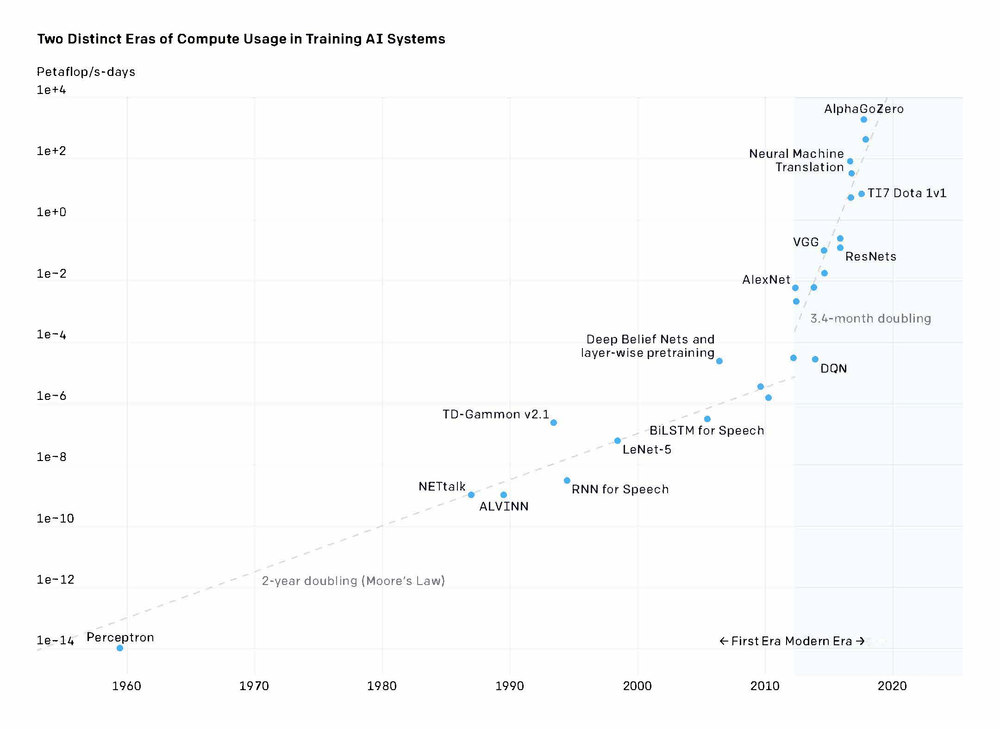 Two Distinct Eras of Compute Usage in Training AI Systems
Petaflop/s-days
1e+4
AlphaGoZero
1e+2
Neural Machine
Translation
TI7 Dota 1v1
1e+0
VGG
ResNets
1e-2
AlexNet
3.4-month doubling
1e-4
Deep Belief Nets and
layer-wise pretraining
DQN
1e-6
TD-Gammon v2.1
BiLSTM for Speech
LeNet-5
1e-8
NETtalk
RNN for Speech
ALVINN
1e-10
1e-12
2-year doubling (Moore's Law)
1e-14
Perceptron
← First Era Modern Era →
1960 1970 1980 1990 2000 2010 2020